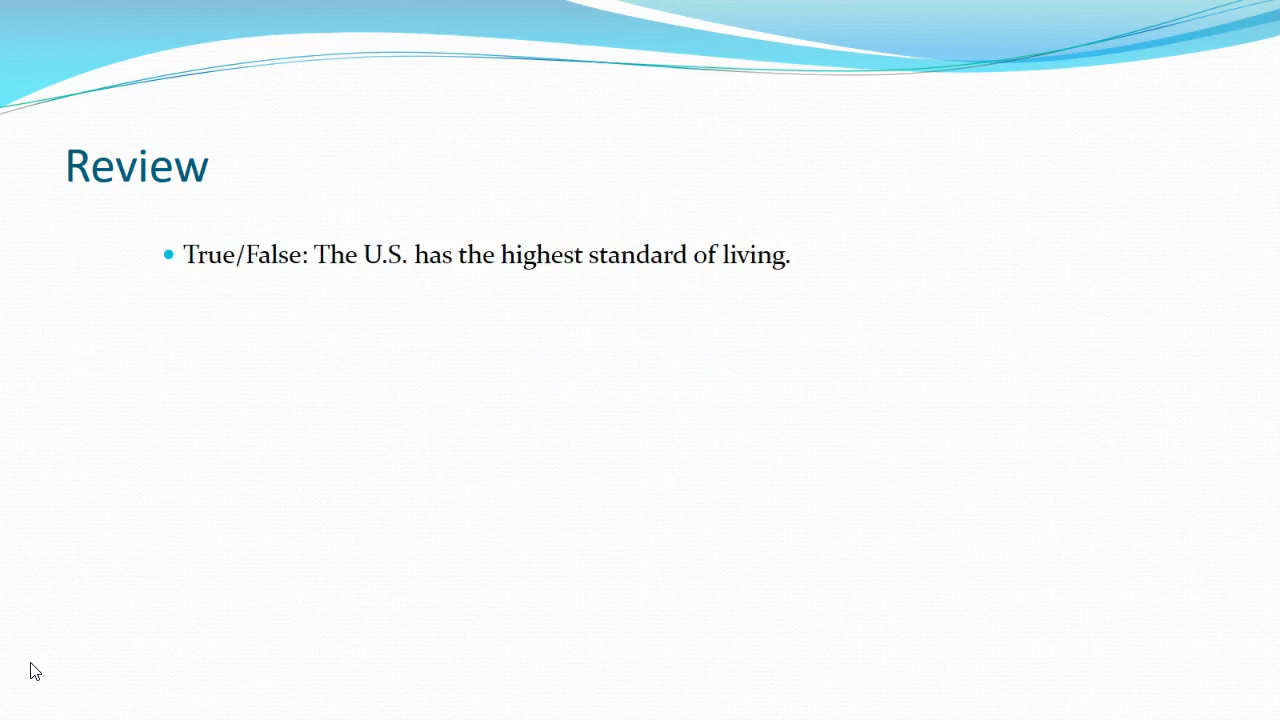 Review
True/False: The U.S. has the highest standard of living.